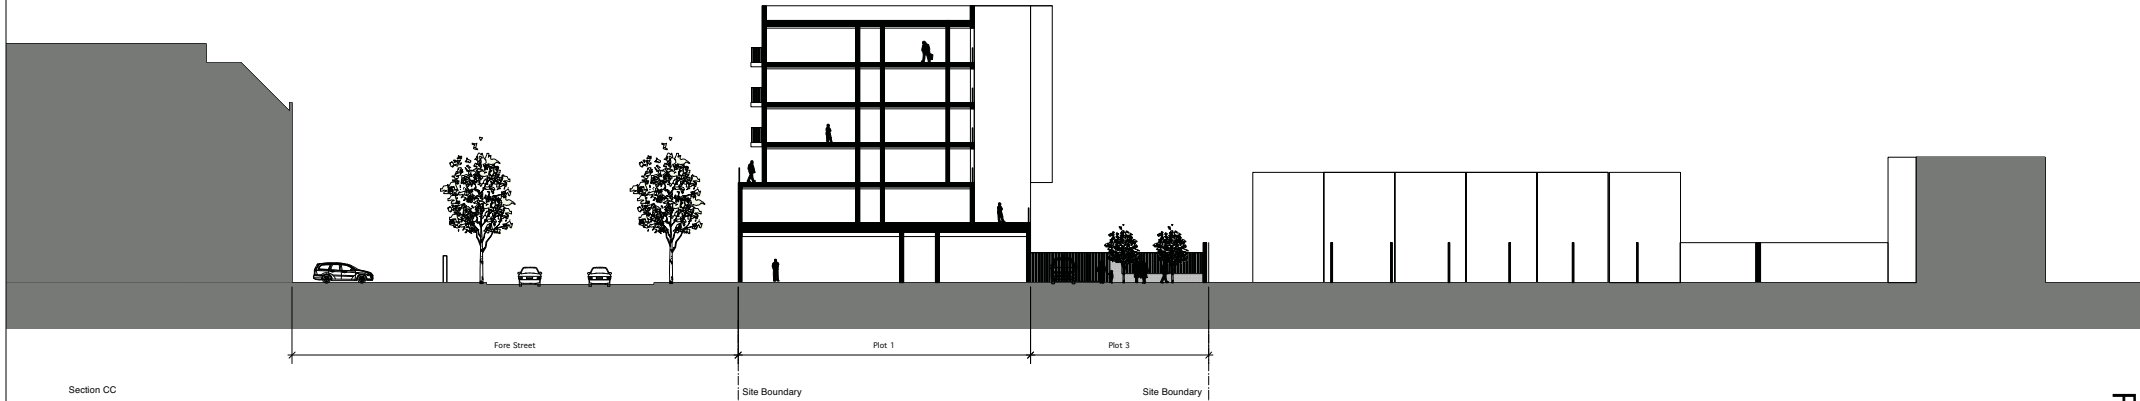 Fore Street
Plot 1
Plot 3
Section CC
Site Boundary
Site Boundary